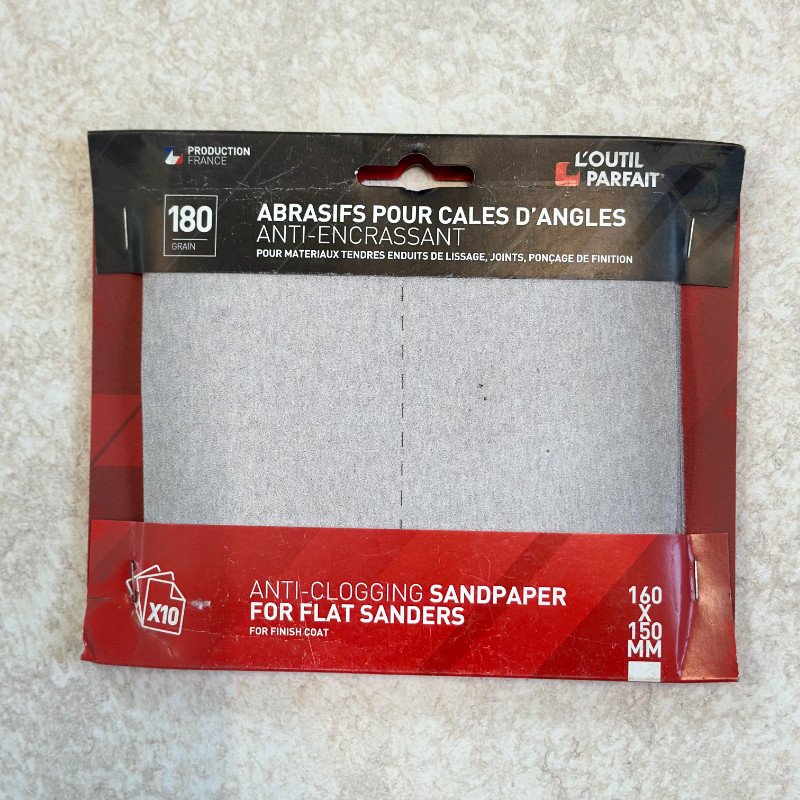 PRODUCTION
FRANCE
L'OUTIL
PARFAIT
180
GRAIN
ABRASIFS POUR CALES D'ANGLES
ANTI-ENCRASSANT
POUR MATERIAUX TENDRES ENDUITS DE LISSAGE, JOINTS, PONÇAGE DE FINITION
X10
ANTI-CLOGGING SANDPAPER
FOR FLAT SANDERS
FOR FINISH COAT
160
X
150
MM